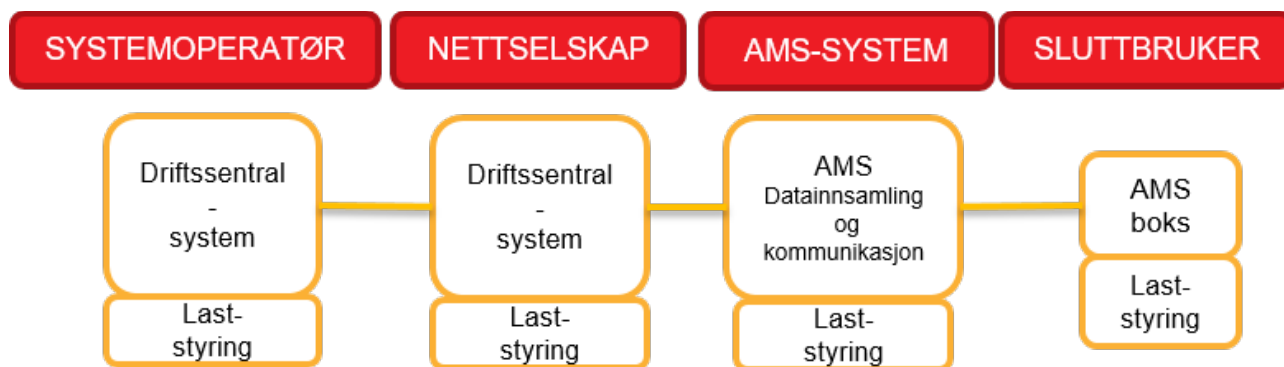 SYSTEMOPERATØR
NETTSELSKAP
AMS-SYSTEM
SLUTTBRUKER
Driftssentral
-
system
Last-
styring
Driftssentral
-
system
Last-
styring
AMS
Datainnsamling
og
kommunikasjon
Last-
styring
AMS
boks
Last-
styring